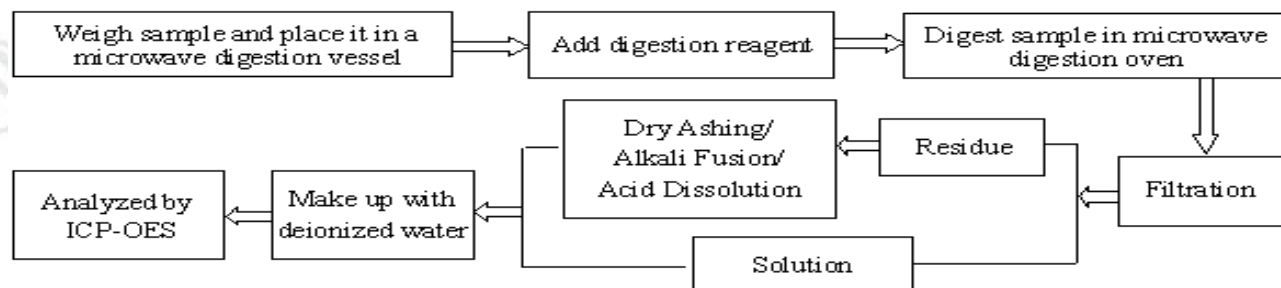 Weigh sample and place it in a
microwave digestion vessel
Add digestion reagent
Digest sample in microwave
digestion oven
Filtration
Residue
Dry Ashing/
Alkali Fusion/
Acid Dissolution
Solution
Make up with
deionized water
Analyzed by
ICP-OES